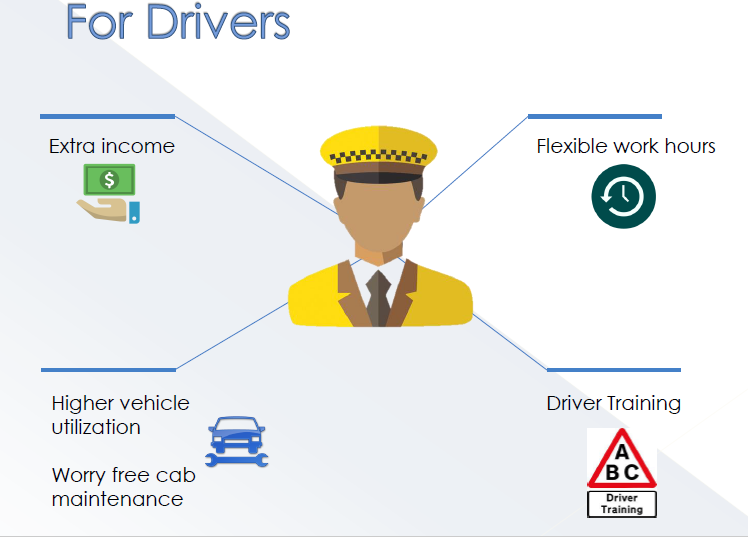 For Drivers
Extra income
$
Flexible work hours
Higher vehicle
utilization
Worry free cab
maintenance
Driver Training
A
B C
Driver
Training